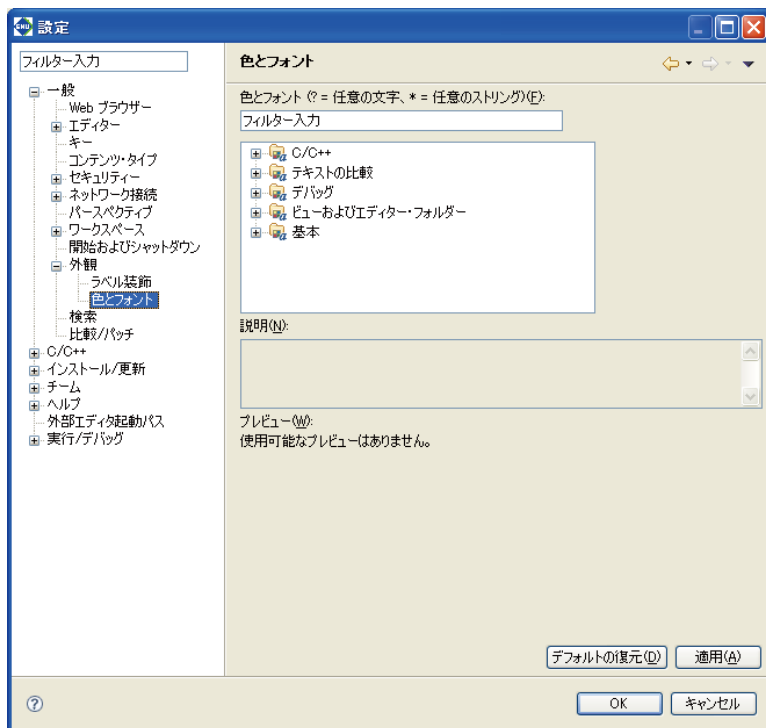 設定
フィルター入力
一般
Web ブラウザー
エディター
キー
コンテンツ・タイプ
セキュリティー
ネットワーク接続
パースペクティブ
ワークスペース
開始およびシャットダウン
外観
ラベル装飾
色とフォント
検索
比較/パッチ
C/C++
インストール/更新
チーム
ヘルプ
外部エディタ起動パス
実行/デバッグ
色とフォント
色とフォント (? = 任意の文字、* = 任意のストリング)(F):
フィルター入力
C/C++
テキストの比較
デバッグ
ビューおよびエディター・フォルダー
基本
説明(N):
プレビュー(W):
使用可能なプレビューはありません。
デフォルトの復元(D)
適用(A)
OK
キャンセル